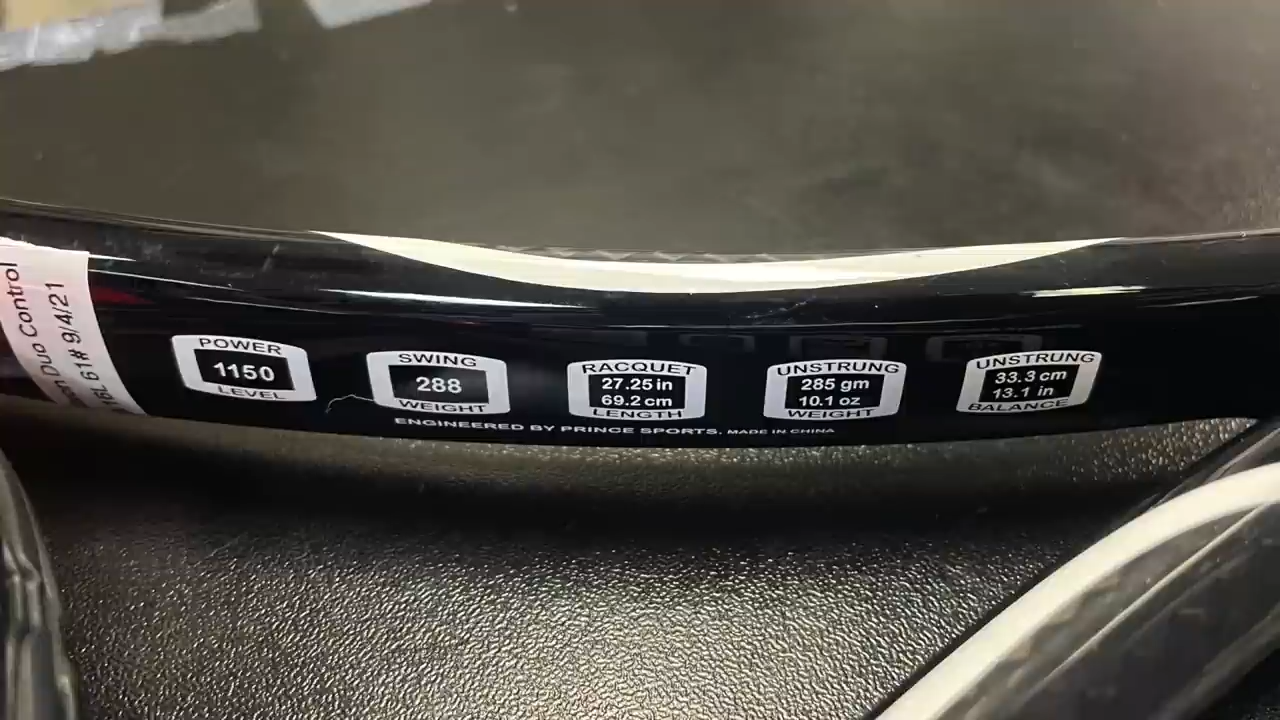 Duo Control
16L 61# 9/4/21
POWER
1150
LEVEL
SWING
288
WEIGHT
RACQUET
27.25 in
69.2 cm
LENGTH
UNSTRUNG
285 gm
10.1 oz
WEIGHT
UNSTRUNG
33.3 cm
13.1 in
BALANCE
ENGINEERED BY PRINCE SPORTS. MADE IN CHINA